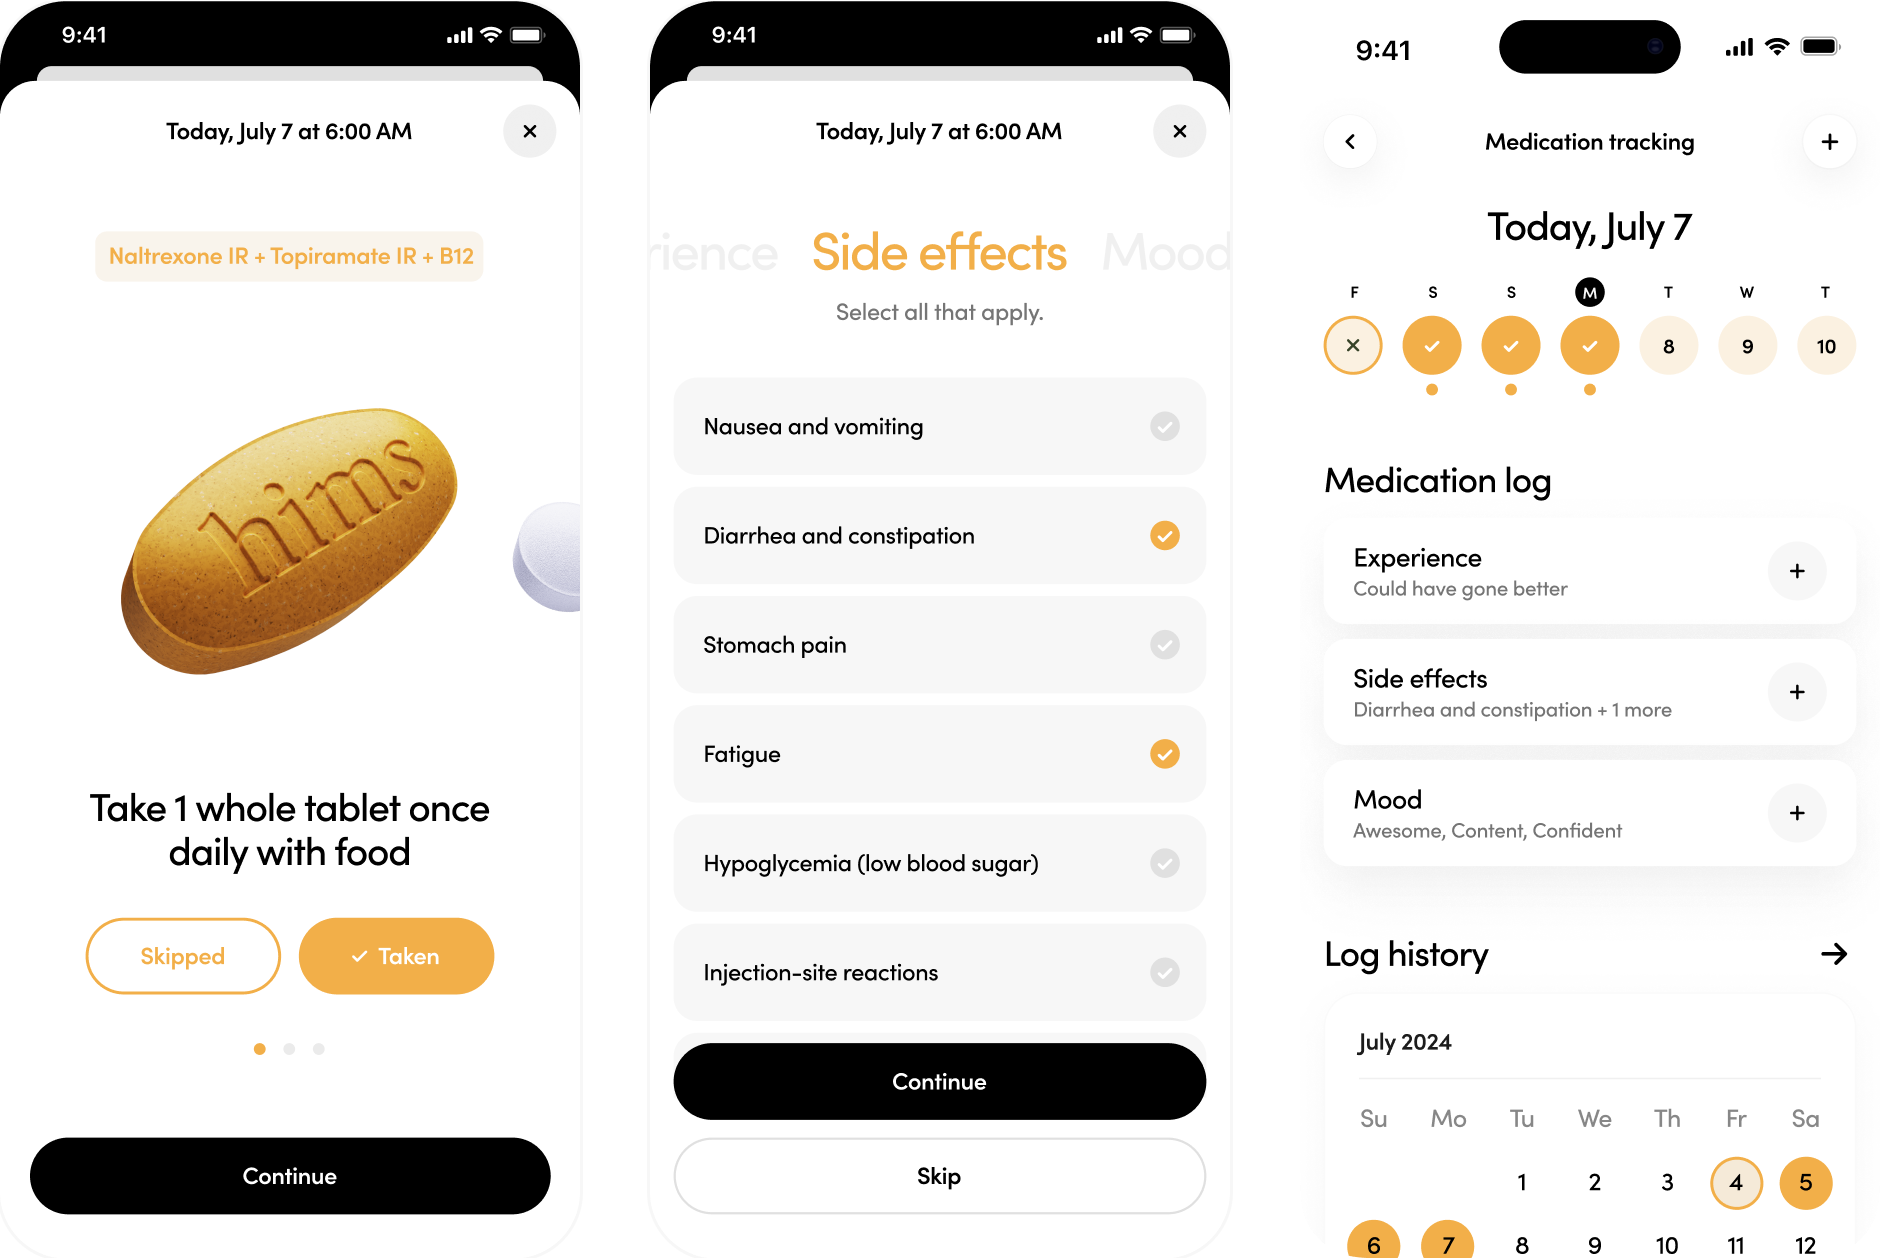 9:41
Today, July 7 at 6:00 AM
Naltrexone IR + Topiramate IR + B12
hims
Take 1 whole tablet once
daily with food
Skipped
Taken
Continue
9:41
Today, July 7 at 6:00 AM
rience Side effects Mood
Select all that apply.
Nausea and vomiting
Diarrhea and constipation
Stomach pain
Fatigue
Hypoglycemia (low blood sugar)
Injection-site reactions
Continue
Skip
9:41
Medication tracking
Today, July 7
F S S M T W T
8 9 10
Medication log
Experience
Could have gone better
Side effects
Diarrhea and constipation + 1 more
Mood
Awesome, Content, Confident
Log history
July 2024
Su Mo Tu We Th Fr Sa
1 2 3 4 5
6 7 8 9 10 11 12